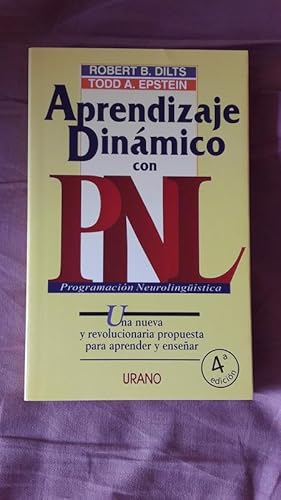 ROBERT B. DILTS
TODD A. EPSTEIN
Aprendizaje
Dinámico
con
PNL
Programación Neurolingüística
Una nueva
y revolucionaria propuesta
para aprender y enseñar
4ª
edición
URANO